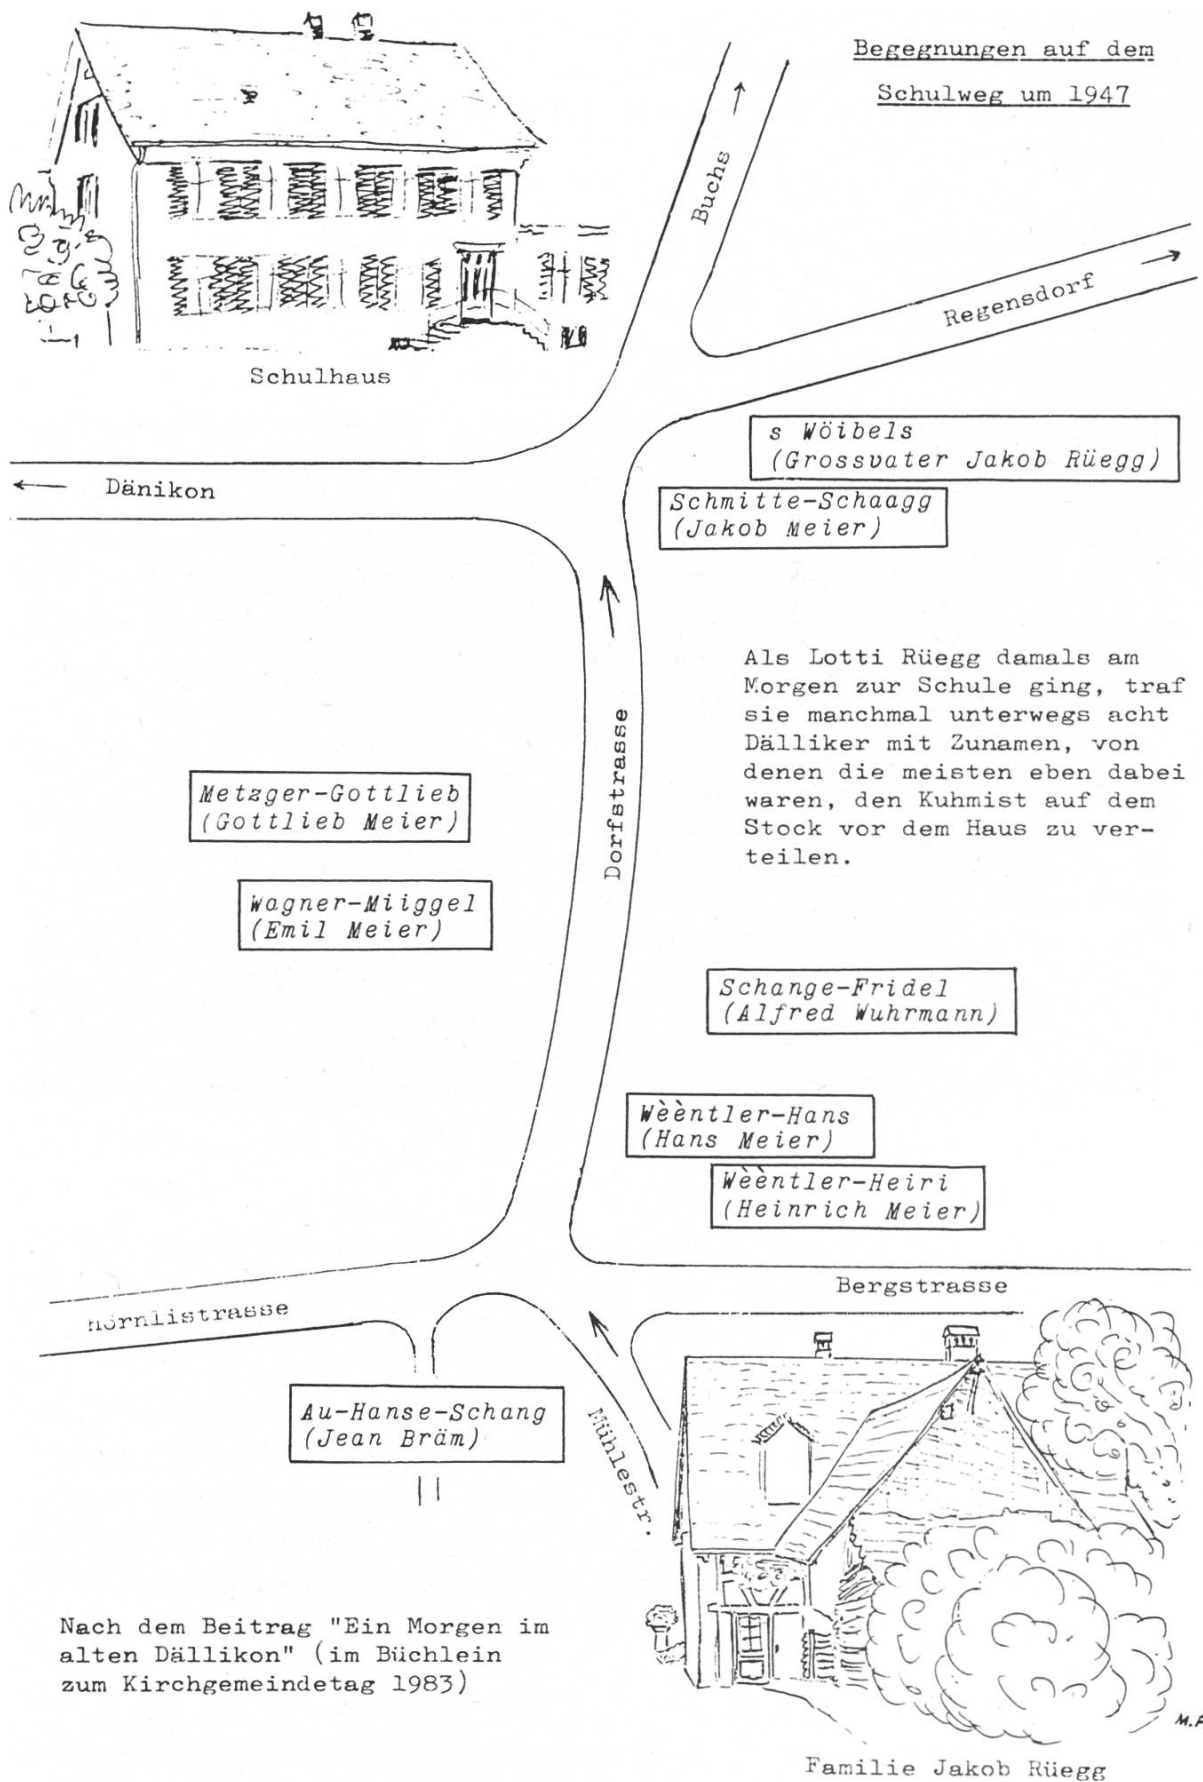 Begegnungen auf dem
Schulweg um 1947
Buchs
Regensdorf
Schulhaus
s Wöibels
(Grossvater Jakob Rüegg)
Dänikon
Schmitte-Schaagg
(Jakob Meier)
Als Lotti Rüegg damals am
Morgen zur Schule ging, traf
sie manchmal unterwegs acht
Dälliker mit Zunamen, von
denen die meisten eben dabei
waren, den Kuhmist auf dem
Stock vor dem Haus zu ver-
teilen.
Dorfstrasse
Metzger-Gottlieb
(Gottlieb Meier)
Wagner-Miiggel
(Emil Meier)
Schange-Fridel
(Alfred Wuhrmann)
Wèèntler-Hans
(Hans Meier)
Wèèntler-Heiri
(Heinrich Meier)
Bergstrasse
Hörnlistrasse
Au-Hanse-Schang
(Jean Bräm)
Mühlestr.
Nach dem Beitrag "Ein Morgen im
alten Dällikon" (im Büchlein
zum Kirchgemeindetag 1983)
Familie Jakob Rüegg